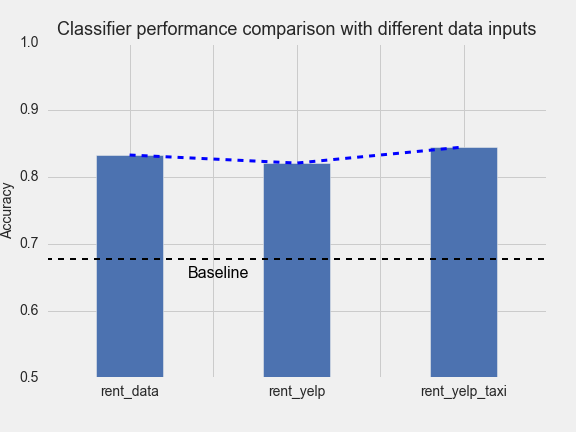 Classifier performance comparison with different data inputs
1.0
0.9
0.8
0.7
0.6
0.5
Accuracy
Baseline
rent_data
rent_yelp
rent_yelp_taxi